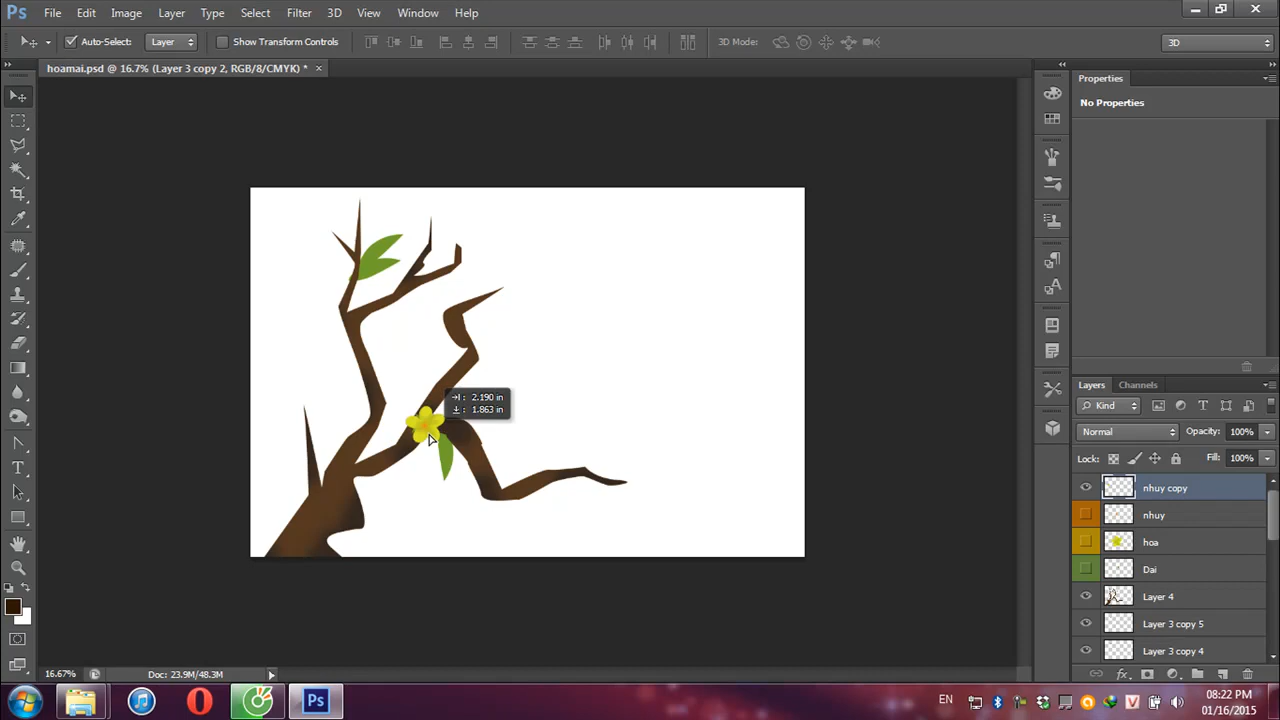 Ps File Edit Image Layer Type Select Filter 3D View Window Help
Auto-Select: Layer Show Transform Controls 3D Mode: 3D
hoamai.psd @ 16.7% (Layer 3 copy 2, RGB/8/CMYK) * ×
Properties
No Properties
→|: 2.190 in
↓: 1.863 in
Layers Channels
Kind
Normal Opacity: 100%
Lock: Fill: 100%
nhuy copy
nhuy
hoa
Dai
Layer 4
Layer 3 copy 5
Layer 3 copy 4
16.67% Doc: 23.9M/48.3M
Ps EN 08:22 PM
01/16/2015